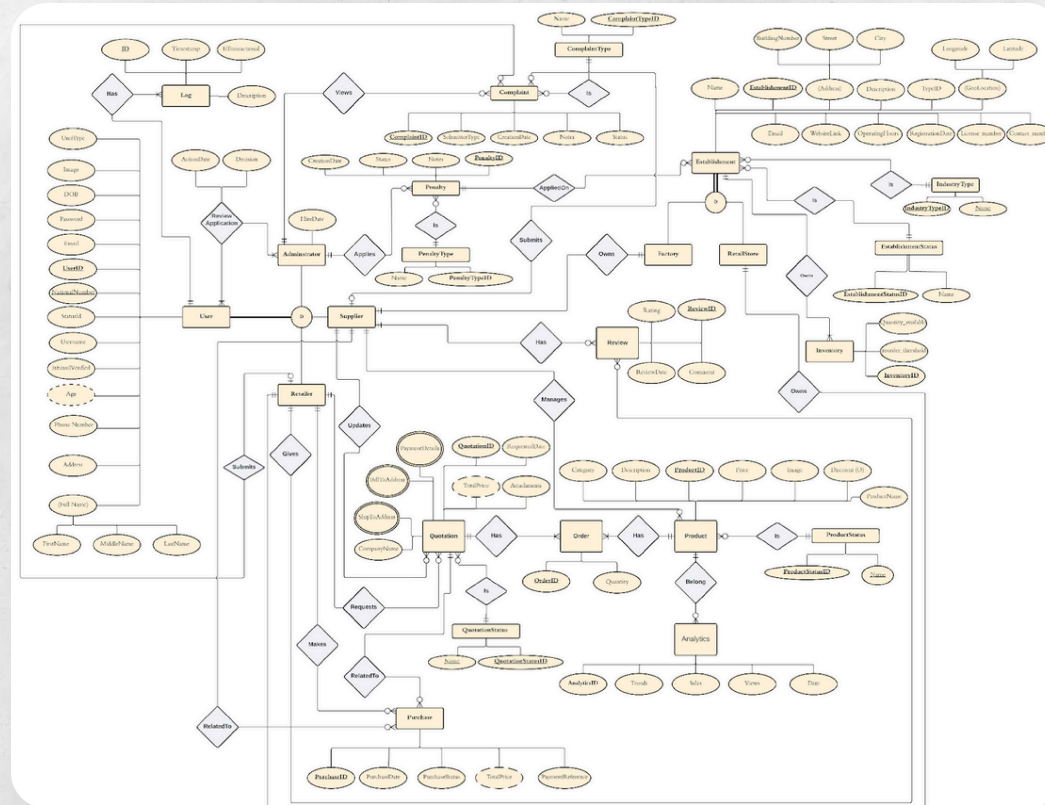 Name
ComplaintTypeID
ComplaintType
ID
Timestamp
IsTransactional
Has
Log
Description
Views
Complaint
Is
ComplaintID
SubmitterType
CreationDate
Notes
Status
BuildingNumber
Street
City
Longitude
Latitude
Name
EstablishmentID
(Address)
Description
TypeID
(GeoLocation)
Email
WebsiteLink
OperatingHours
RegistrationDate
License_number
UserType
Image
DOB
Password
Email
UserID
NationalNumber
StatusId
Username
IsEmailVerified
Age
Phone Number
Address
(Full Name)
FirstName
MiddleName
LastName
ActionDate
Decision
Review
Application
HireDate
Adminstrator
Applies
CreationDate
Status
Notes
PenaltyID
Penalty
AppliedOn
Is
PenaltyType
Name
PenaltyTypeID
Establishment
Is
IndustryType
IndustryTypeID
Name
D
Is
EstablishmentStatus
EstablishmentStatusID
Name
Submits
Owns
Factory
RetailStore
Owns
User
D
Supplier
Has
Review
Rating
ReviewID
ReviewDate
Comment
Inventory
InventoryID
Owns
Retailer
Manages
Updates
Submits
Gives
PaymentDetails
QuotationID
RequestedDate
BillToAddress
TotalPrice
Attachments
ShipToAddress
CompanyName
Quotation
Has
Order
Has
Product
OrderID
Quantity
Category
Description
ProductID
Price
Image
ProductName
Is
ProductStatus
ProductStatusID
Name
Belong
Analytics
AnalyticsID
Trends
Sales
Views
Date
Is
QuotationStatus
Name
QuotationStatusID
Requests
Makes
RelatedTo
RelatedTo
Purchase
PurchaseID
PurchaseDate
PurchaseStatus
TotalPrice
PaymentReference